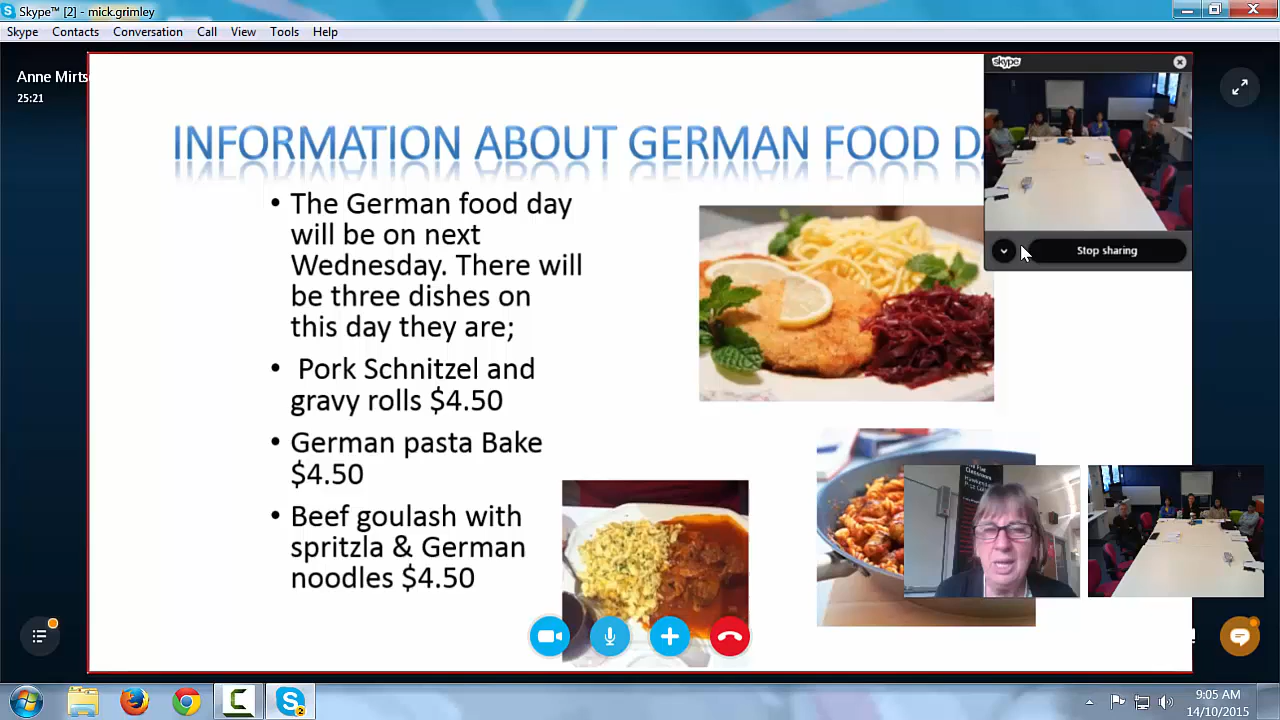 Skype™ [2] - mick.grimley
Skype Contacts Conversation Call View Tools Help
Anne Mirts
25:21
skype
Stop sharing
INFORMATION ABOUT GERMAN FOOD D
• The German food day
will be on next
Wednesday. There will
be three dishes on
this day they are;
• Pork Schnitzel and
gravy rolls $4.50
• German pasta Bake
$4.50
• Beef goulash with
spritzla & German
noodles $4.50
9:05 AM
14/10/2015